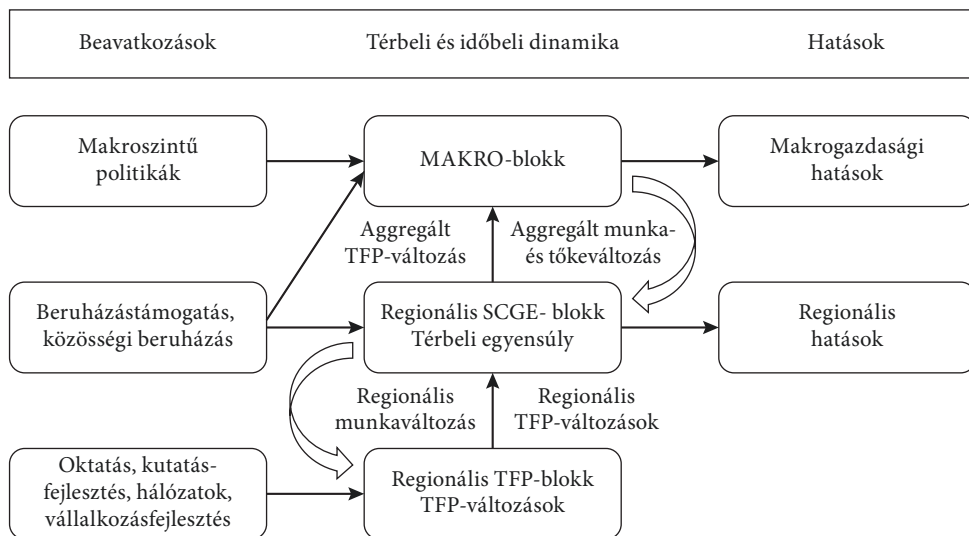 Beavatkozások
Térbeli és időbeli dinamika
Hatások
Makroszintű
politikák
MAKRO-blokk
Makrogazdasági
hatások
Aggregált
TFP-változás
Aggregált munka-
és tőkeváltozás
Beruházástámogatás,
közösségi beruházás
Regionális SCGE- blokk
Térbeli egyensúly
Regionális
hatások
Regionális
munkaváltozás
Regionális
TFP-változások
Oktatás, kutatás-
fejlesztés, hálózatok,
vállalkozásfejlesztés
Regionális TFP-blokk
TFP-változások